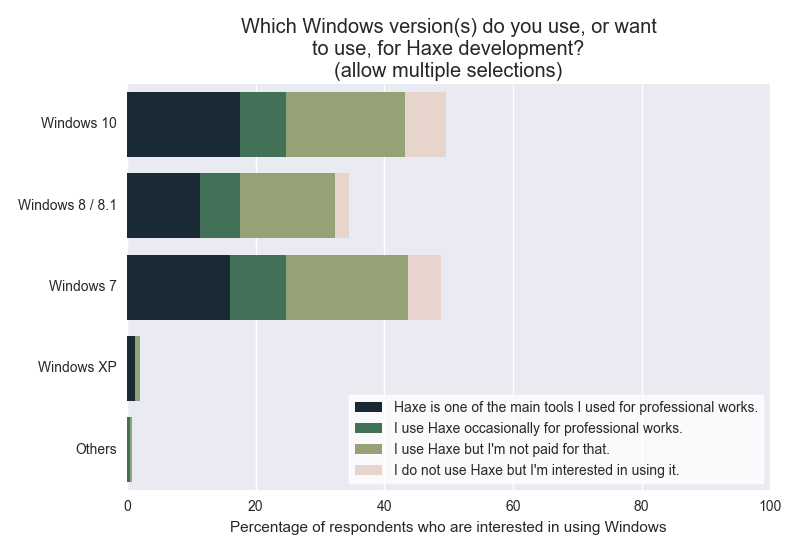 Which Windows version(s) do you use, or want
to use, for Haxe development?
(allow multiple selections)
Windows 10
Windows 8 / 8.1
Windows 7
Windows XP
Others
Haxe is one of the main tools I used for professional works.
I use Haxe occasionally for professional works.
I use Haxe but I'm not paid for that.
I do not use Haxe but I'm interested in using it.
0 20 40 60 80 100
Percentage of respondents who are interested in using Windows